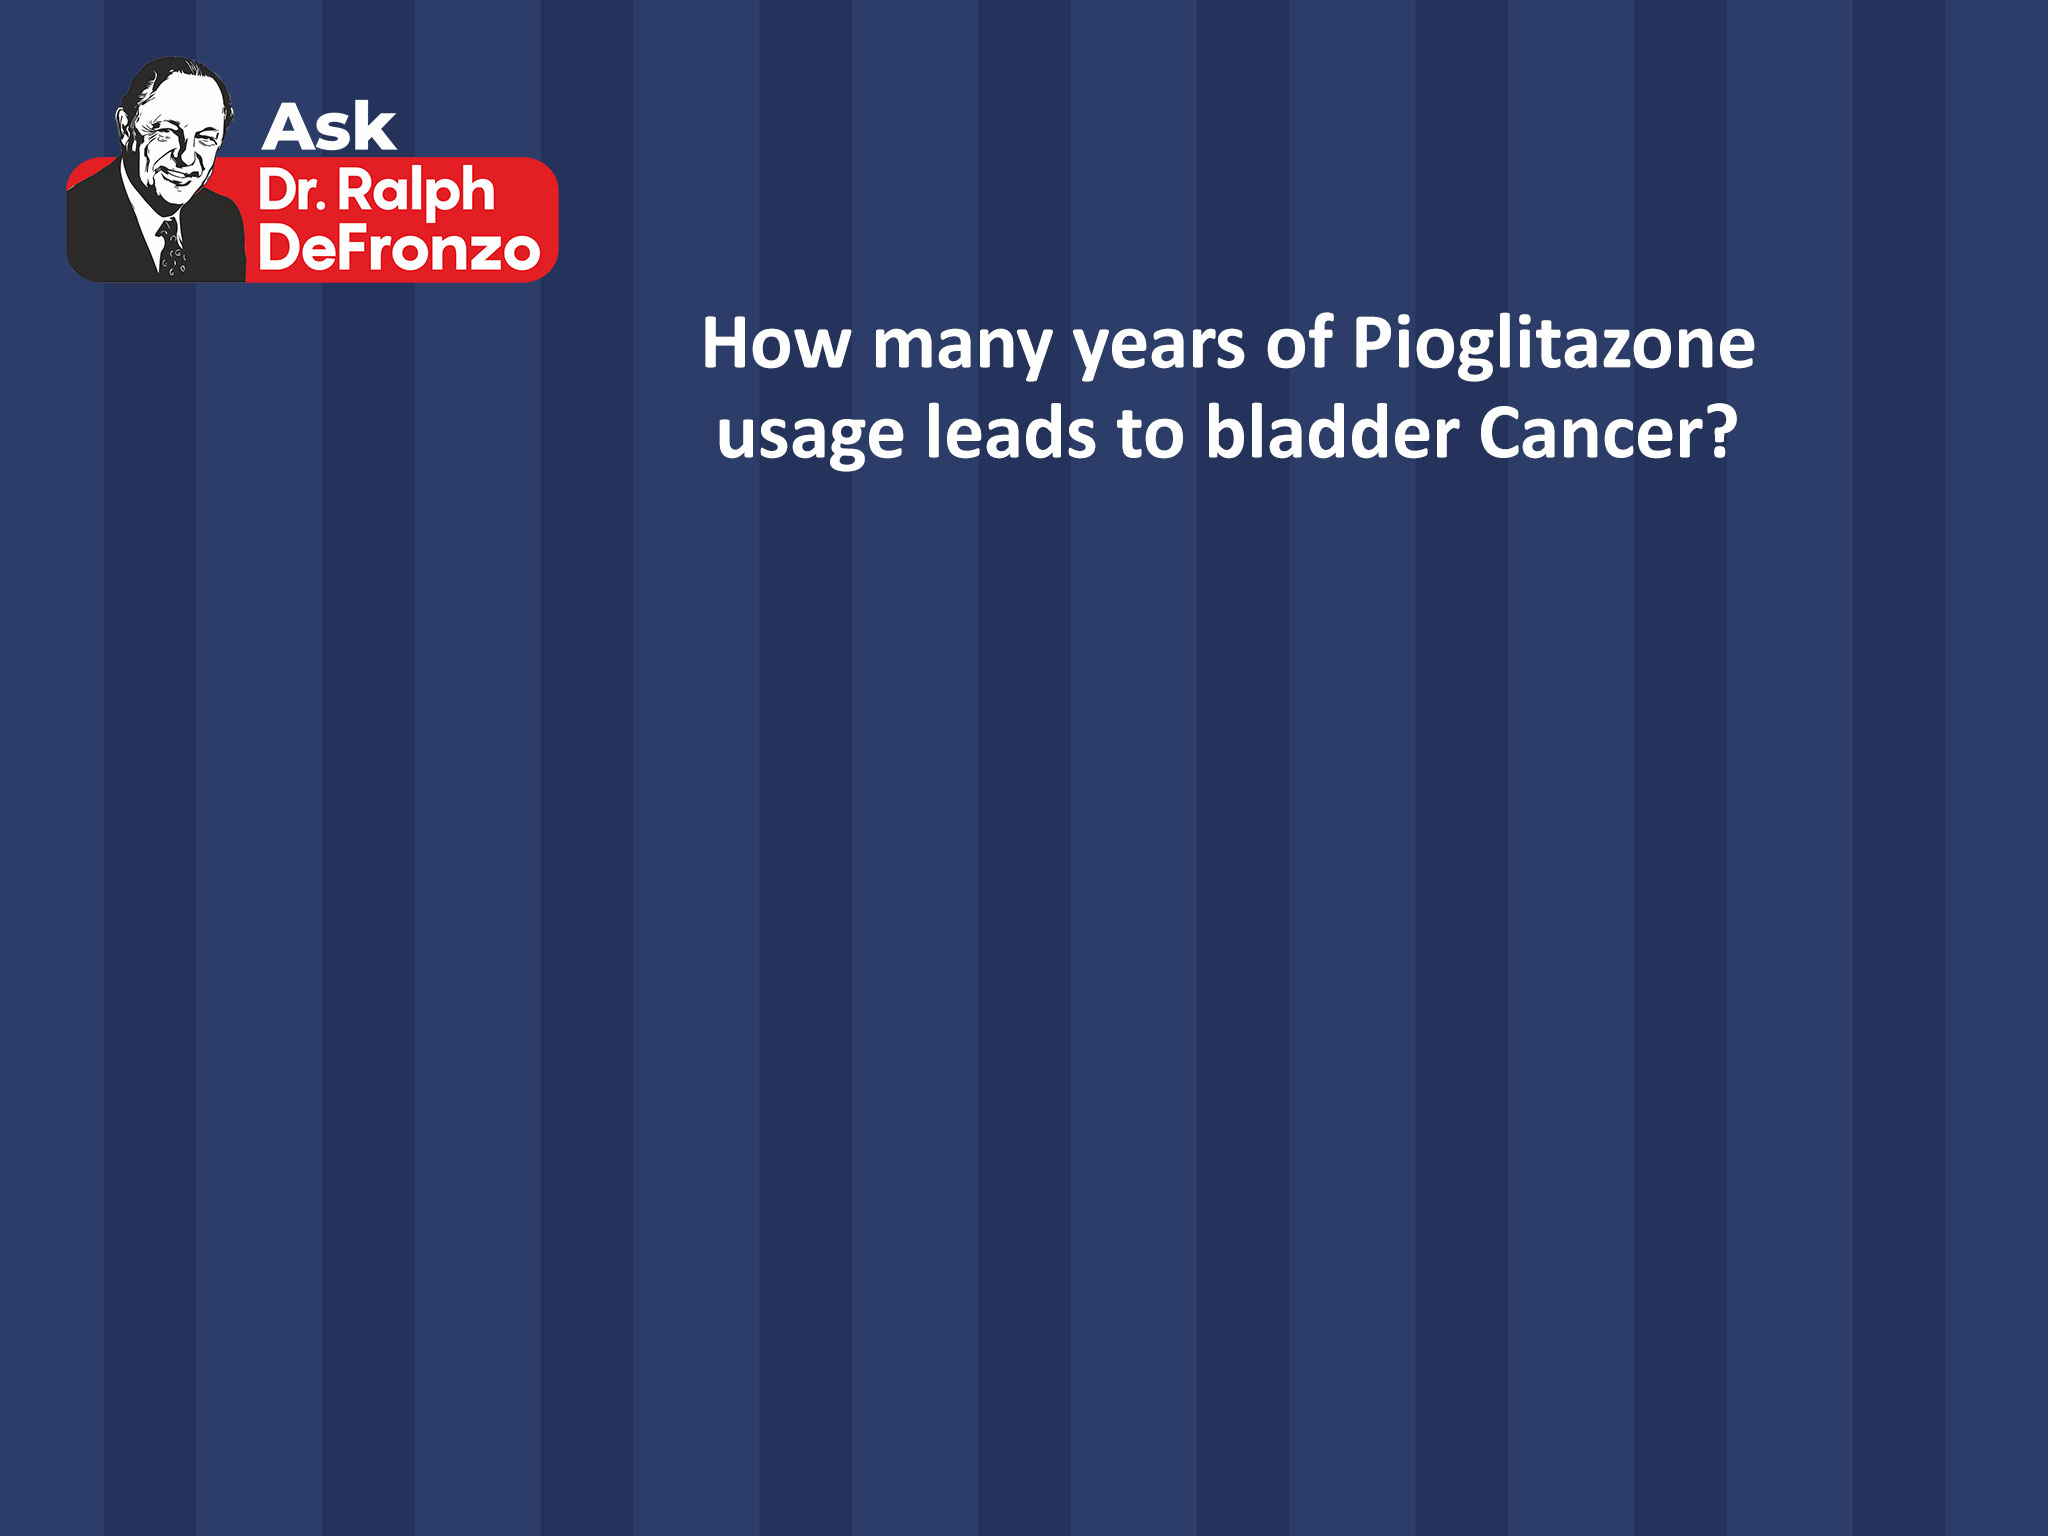 Ask
Dr. Ralph
DeFronzo
How many years of Pioglitazone
usage leads to bladder Cancer?